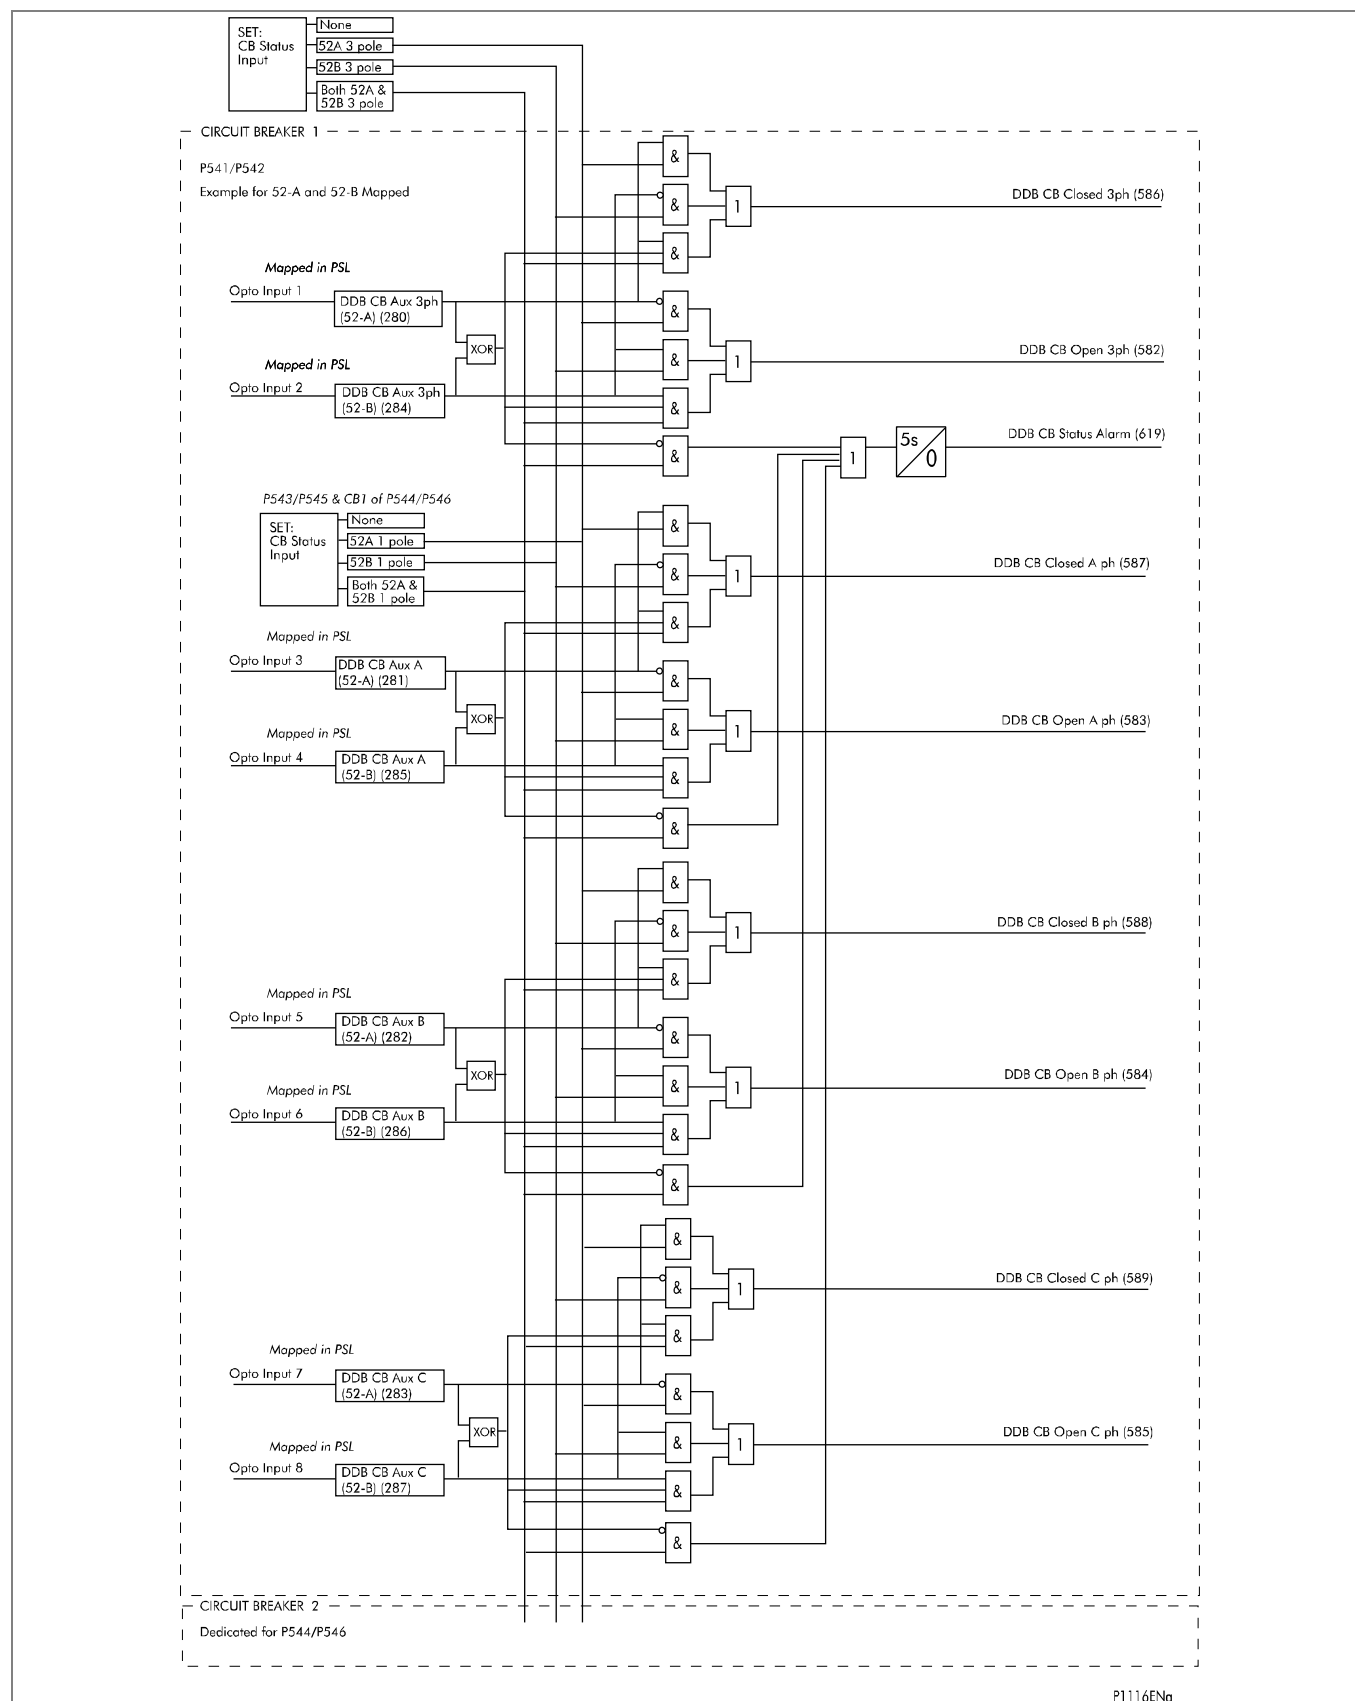 SET:
CB Status
Input
None
52A 3 pole
52B 3 pole
Both 52A &
52B 3 pole
CIRCUIT BREAKER 1
P541/P542
Example for 52-A and 52-B Mapped
&
&
&
1
DDB CB Closed 3ph (586)
Mapped in PSL
Opto Input 1
DDB CB Aux 3ph
(52-A) (280)
XOR
Mapped in PSL
Opto Input 2
DDB CB Aux 3ph
(52-B) (284)
&
&
&
1
DDB CB Open 3ph (582)
&
1
5s
0
DDB CB Status Alarm (619)
P543/P545 & CB1 of P544/P546
SET:
CB Status
Input
None
52A 1 pole
52B 1 pole
Both 52A &
52B 1 pole
&
&
&
1
DDB CB Closed A ph (587)
Mapped in PSL
Opto Input 3
DDB CB Aux A
(52-A) (281)
XOR
Mapped in PSL
Opto Input 4
DDB CB Aux A
(52-B) (285)
&
&
&
1
DDB CB Open A ph (583)
&
&
&
&
1
DDB CB Closed B ph (588)
Mapped in PSL
Opto Input 5
DDB CB Aux B
(52-A) (282)
XOR
Mapped in PSL
Opto Input 6
DDB CB Aux B
(52-B) (286)
&
&
&
1
DDB CB Open B ph (584)
&
&
&
&
1
DDB CB Closed C ph (589)
Mapped in PSL
Opto Input 7
DDB CB Aux C
(52-A) (283)
XOR
Mapped in PSL
Opto Input 8
DDB CB Aux C
(52-B) (287)
&
&
&
1
DDB CB Open C ph (585)
&
CIRCUIT BREAKER 2
Dedicated for P544/P546
P1116ENa